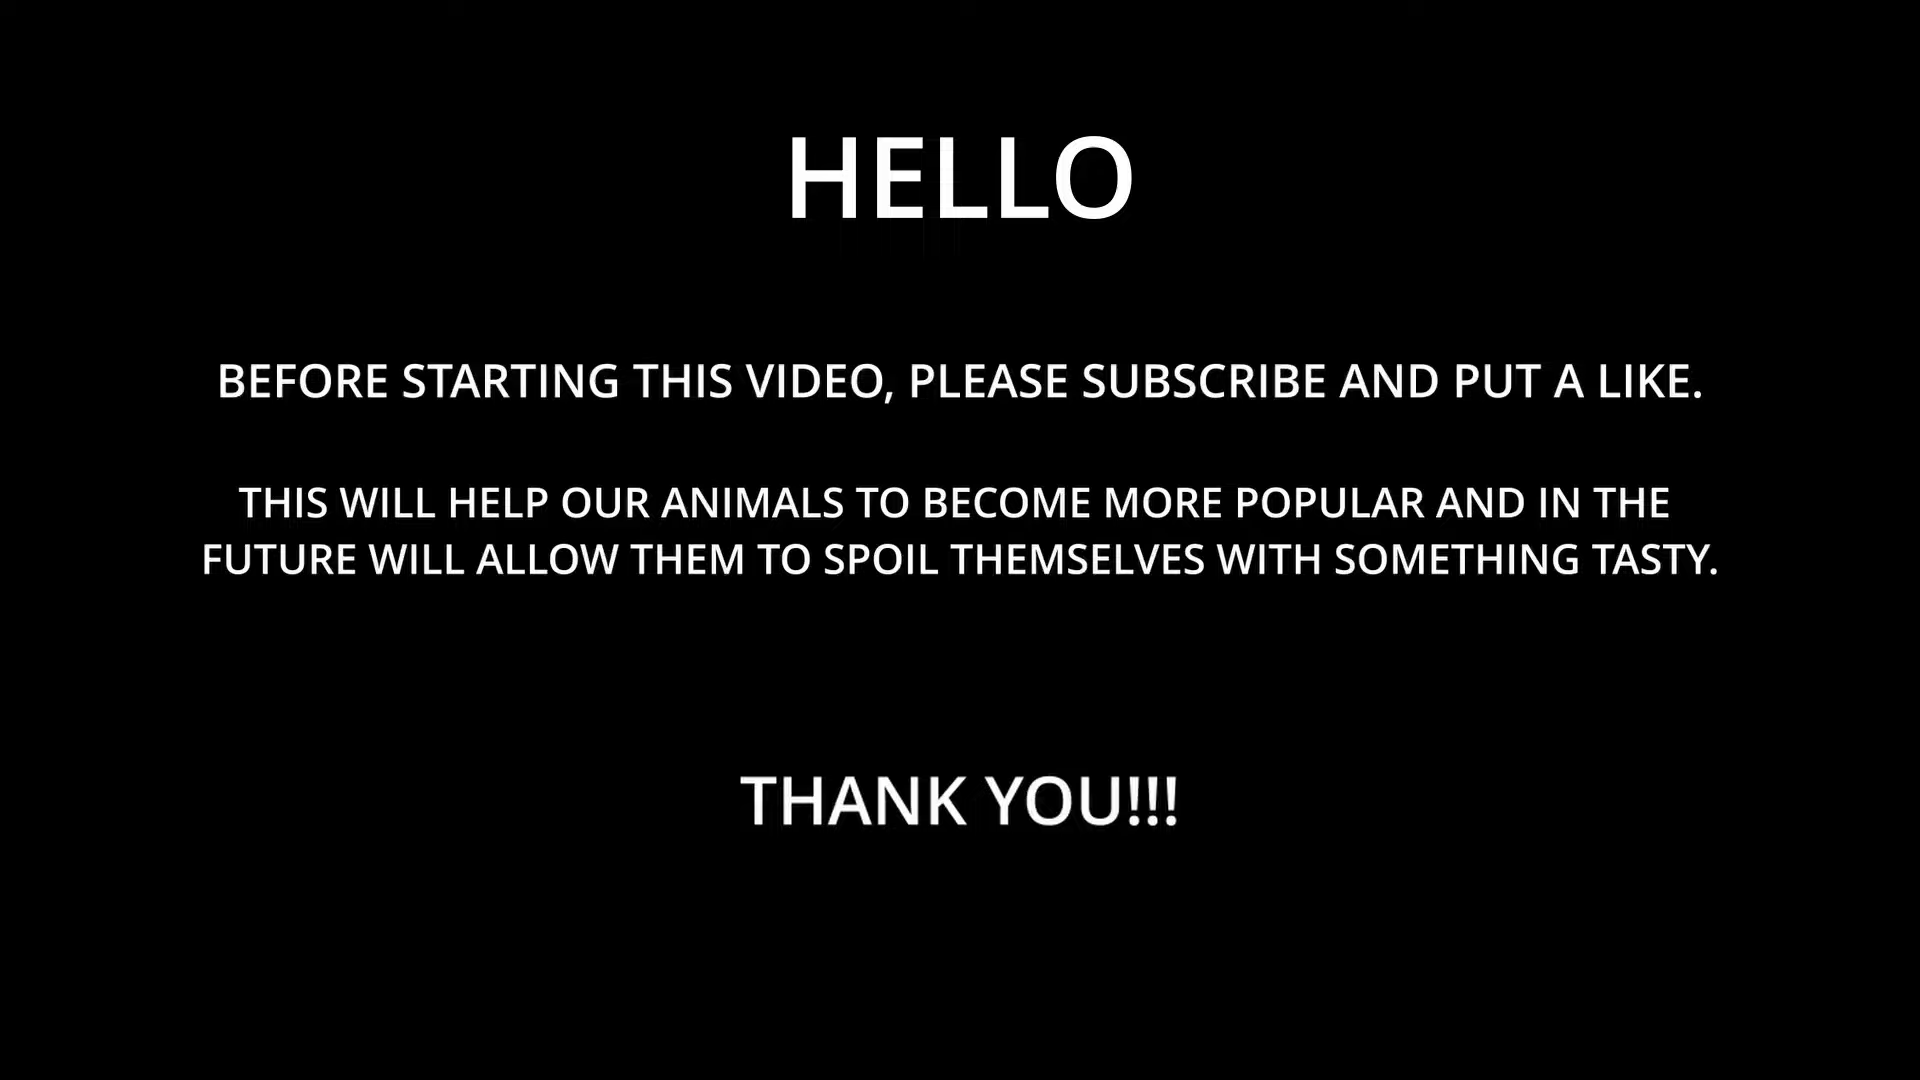 HELLO
BEFORE STARTING THIS VIDEO, PLEASE SUBSCRIBE AND PUT A LIKE.
THIS WILL HELP OUR ANIMALS TO BECOME MORE POPULAR AND IN THE
FUTURE WILL ALLOW THEM TO SPOIL THEMSELVES WITH SOMETHING TASTY.
THANK YOU!!!